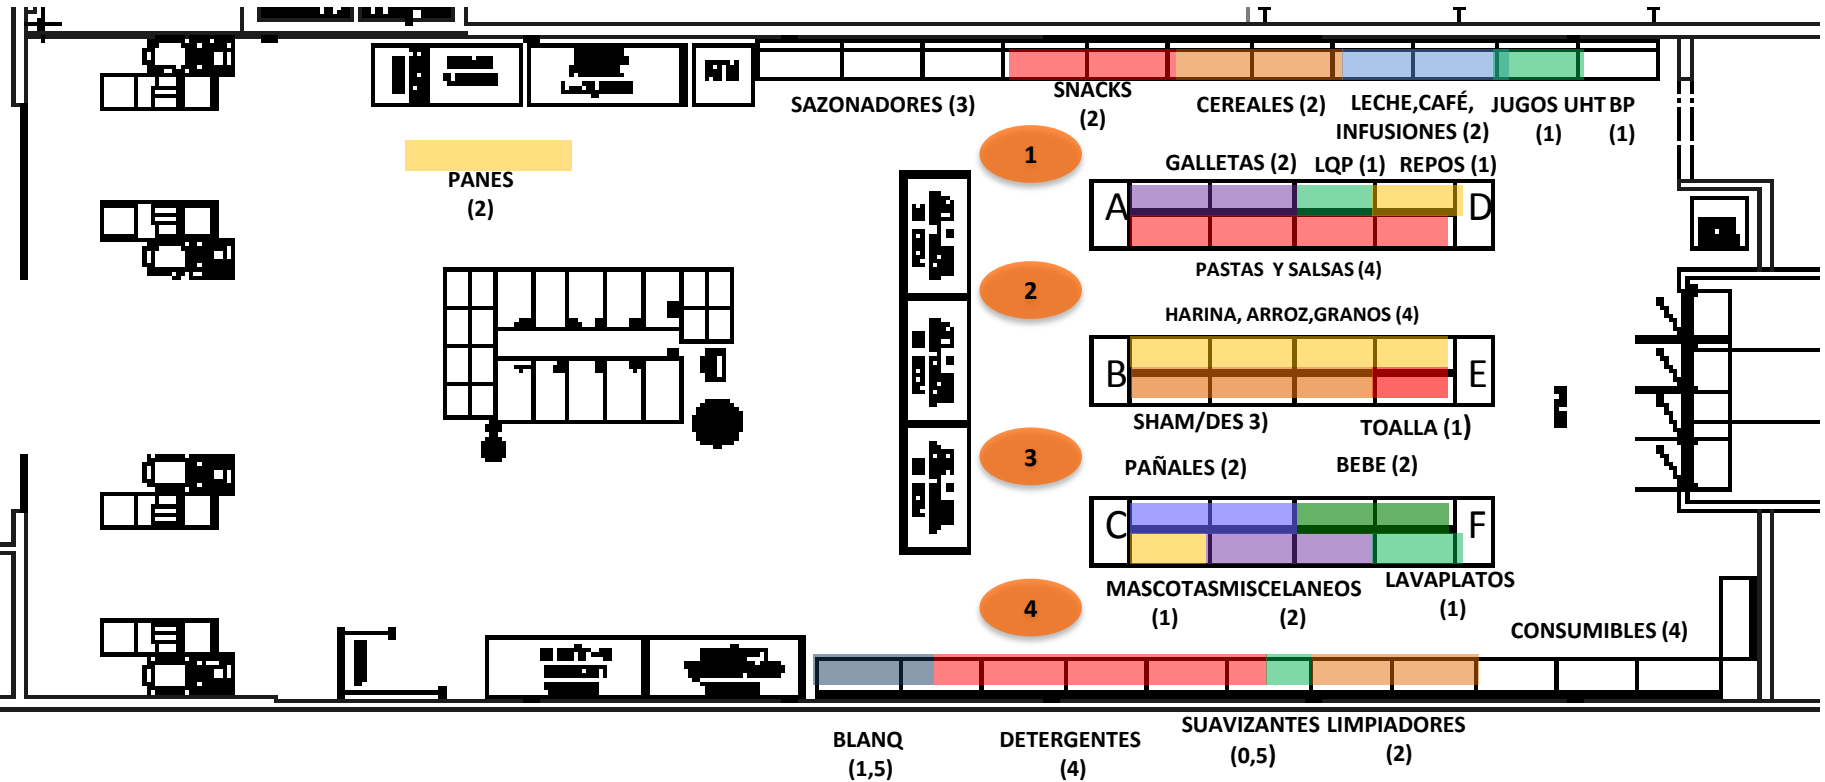 SAZONADORES (3)
SNACKS
(2)
CEREALES (2)
LECHE,CAFÉ,
INFUSIONES (2)
JUGOS UHT
(1)
BP
(1)
PANES
(2)
1
GALLETAS (2)
LQP (1)
REPOS (1)
A
D
PASTAS Y SALSAS (4)
2
HARINA, ARROZ,GRANOS (4)
B
E
SHAM/DES 3)
TOALLA (1)
3
PAÑALES (2)
BEBE (2)
C
F
MASCOTAS
(1)
MISCELANEOS
(2)
LAVAPLATOS
(1)
4
CONSUMIBLES (4)
BLANQ
(1,5)
DETERGENTES
(4)
SUAVIZANTES
(0,5)
LIMPIADORES
(2)